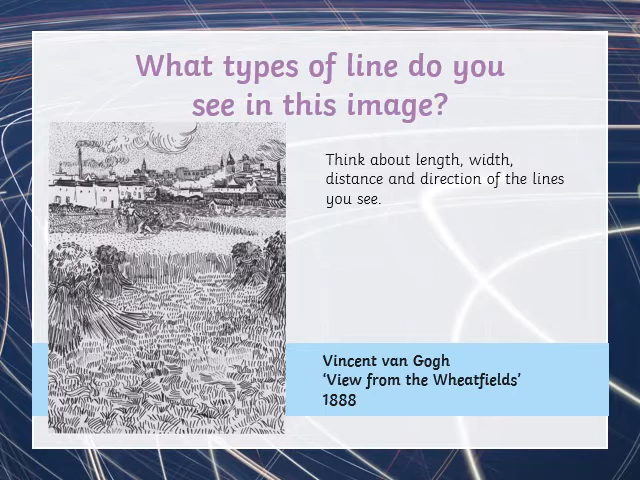 What types of line do you
see in this image?
Think about length, width,
distance and direction of the lines
you see.
Vincent van Gogh
‘View from the Wheatfields’
1888